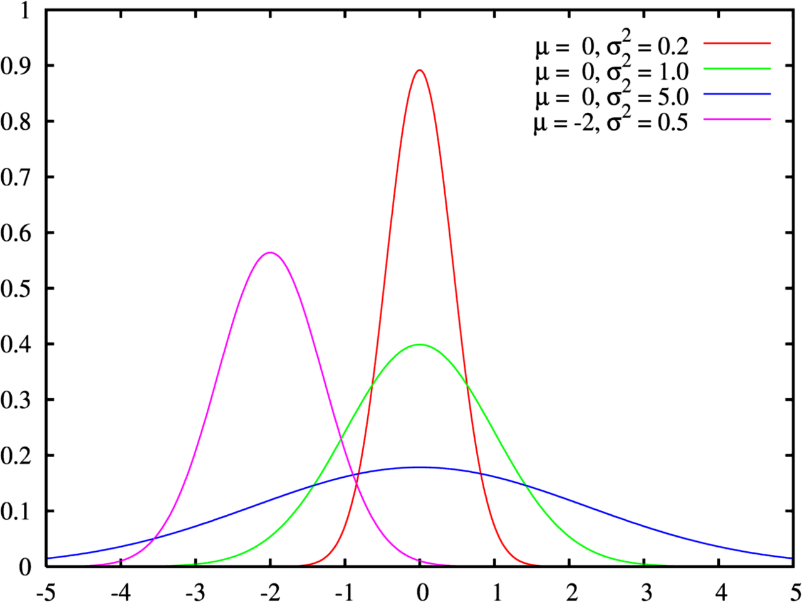 1
0.9
0.8
0.7
0.6
0.5
0.4
0.3
0.2
0.1
0
μ = 0, σ² = 0.2
μ = 0, σ² = 1.0
μ = 0, σ² = 5.0
μ = -2, σ² = 0.5
-5 -4 -3 -2 -1 0 1 2 3 4 5